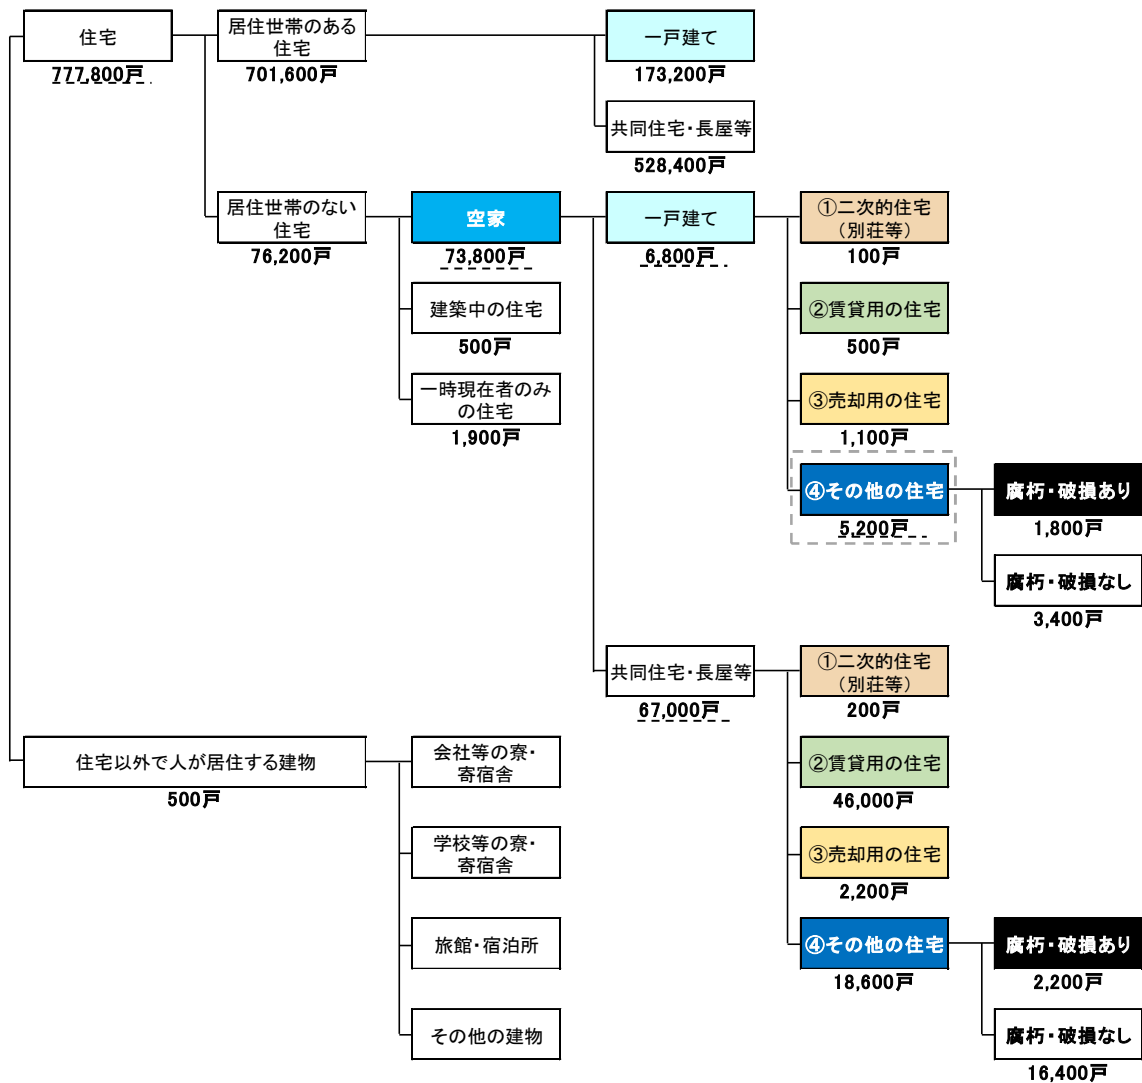 住宅
777,800戸
居住世帯のある
住宅
701,600戸
一戸建て
173,200戸
共同住宅・長屋等
528,400戸
居住世帯のない
住宅
76,200戸
空家
73,800戸
建築中の住宅
500戸
一時現在者のみ
の住宅
1,900戸
一戸建て
6,800戸
①二次的住宅
（別荘等）
100戸
②賃貸用の住宅
500戸
③売却用の住宅
1,100戸
④その他の住宅
5,200戸
腐朽・破損あり
1,800戸
腐朽・破損なし
3,400戸
共同住宅・長屋等
67,000戸
①二次的住宅
（別荘等）
200戸
②賃貸用の住宅
46,000戸
③売却用の住宅
2,200戸
④その他の住宅
18,600戸
腐朽・破損あり
2,200戸
腐朽・破損なし
16,400戸
住宅以外で人が居住する建物
500戸
会社等の寮・
寄宿舎
学校等の寮・
寄宿舎
旅館・宿泊所
その他の建物